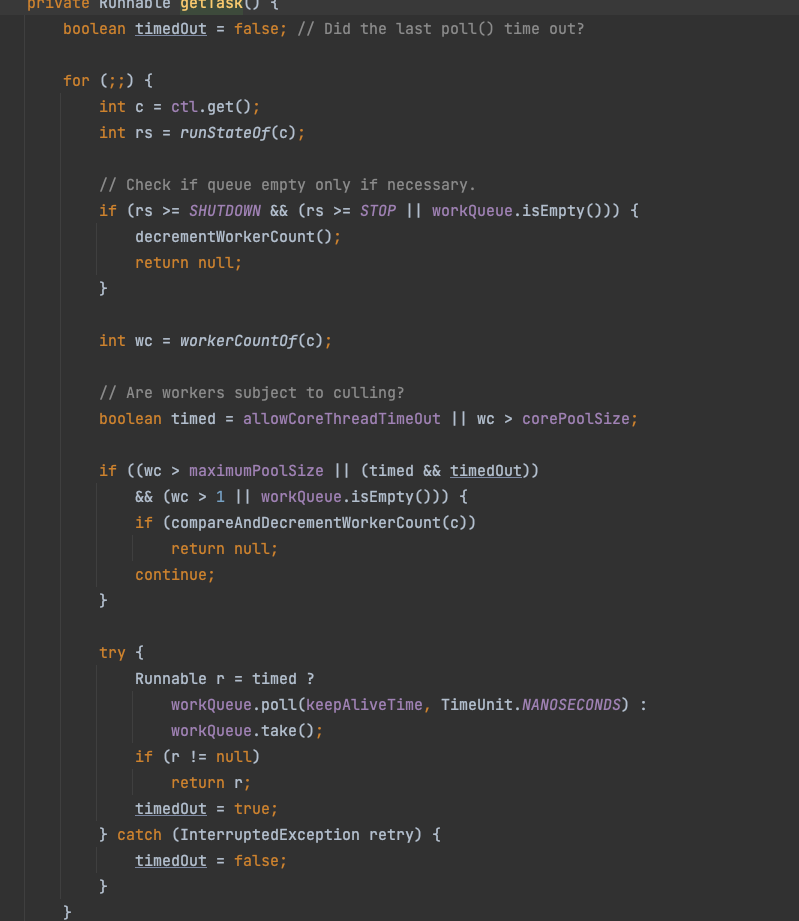 private Runnable getTask() {
    boolean timedOut = false; // Did the last poll() time out?

    for (;;) {
        int c = ctl.get();
        int rs = runStateOf(c);

        // Check if queue empty only if necessary.
        if (rs >= SHUTDOWN && (rs >= STOP || workQueue.isEmpty())) {
            decrementWorkerCount();
            return null;
        }

        int wc = workerCountOf(c);

        // Are workers subject to culling?
        boolean timed = allowCoreThreadTimeOut || wc > corePoolSize;

        if ((wc > maximumPoolSize || (timed && timedOut))
            && (wc > 1 || workQueue.isEmpty())) {
            if (compareAndDecrementWorkerCount(c))
                return null;
            continue;
        }

        try {
            Runnable r = timed ?
                workQueue.poll(keepAliveTime, TimeUnit.NANOSECONDS) :
                workQueue.take();
            if (r != null)
                return r;
            timedOut = true;
        } catch (InterruptedException retry) {
            timedOut = false;
        }
    }